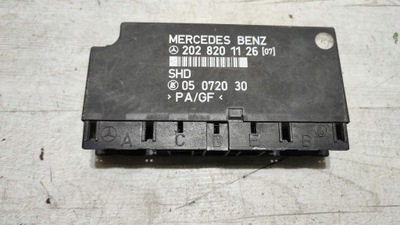 MERCEDES BENZ
202 820 11 26 [07]
SHD
05 0720 30
> PA/GF <
A C D F B